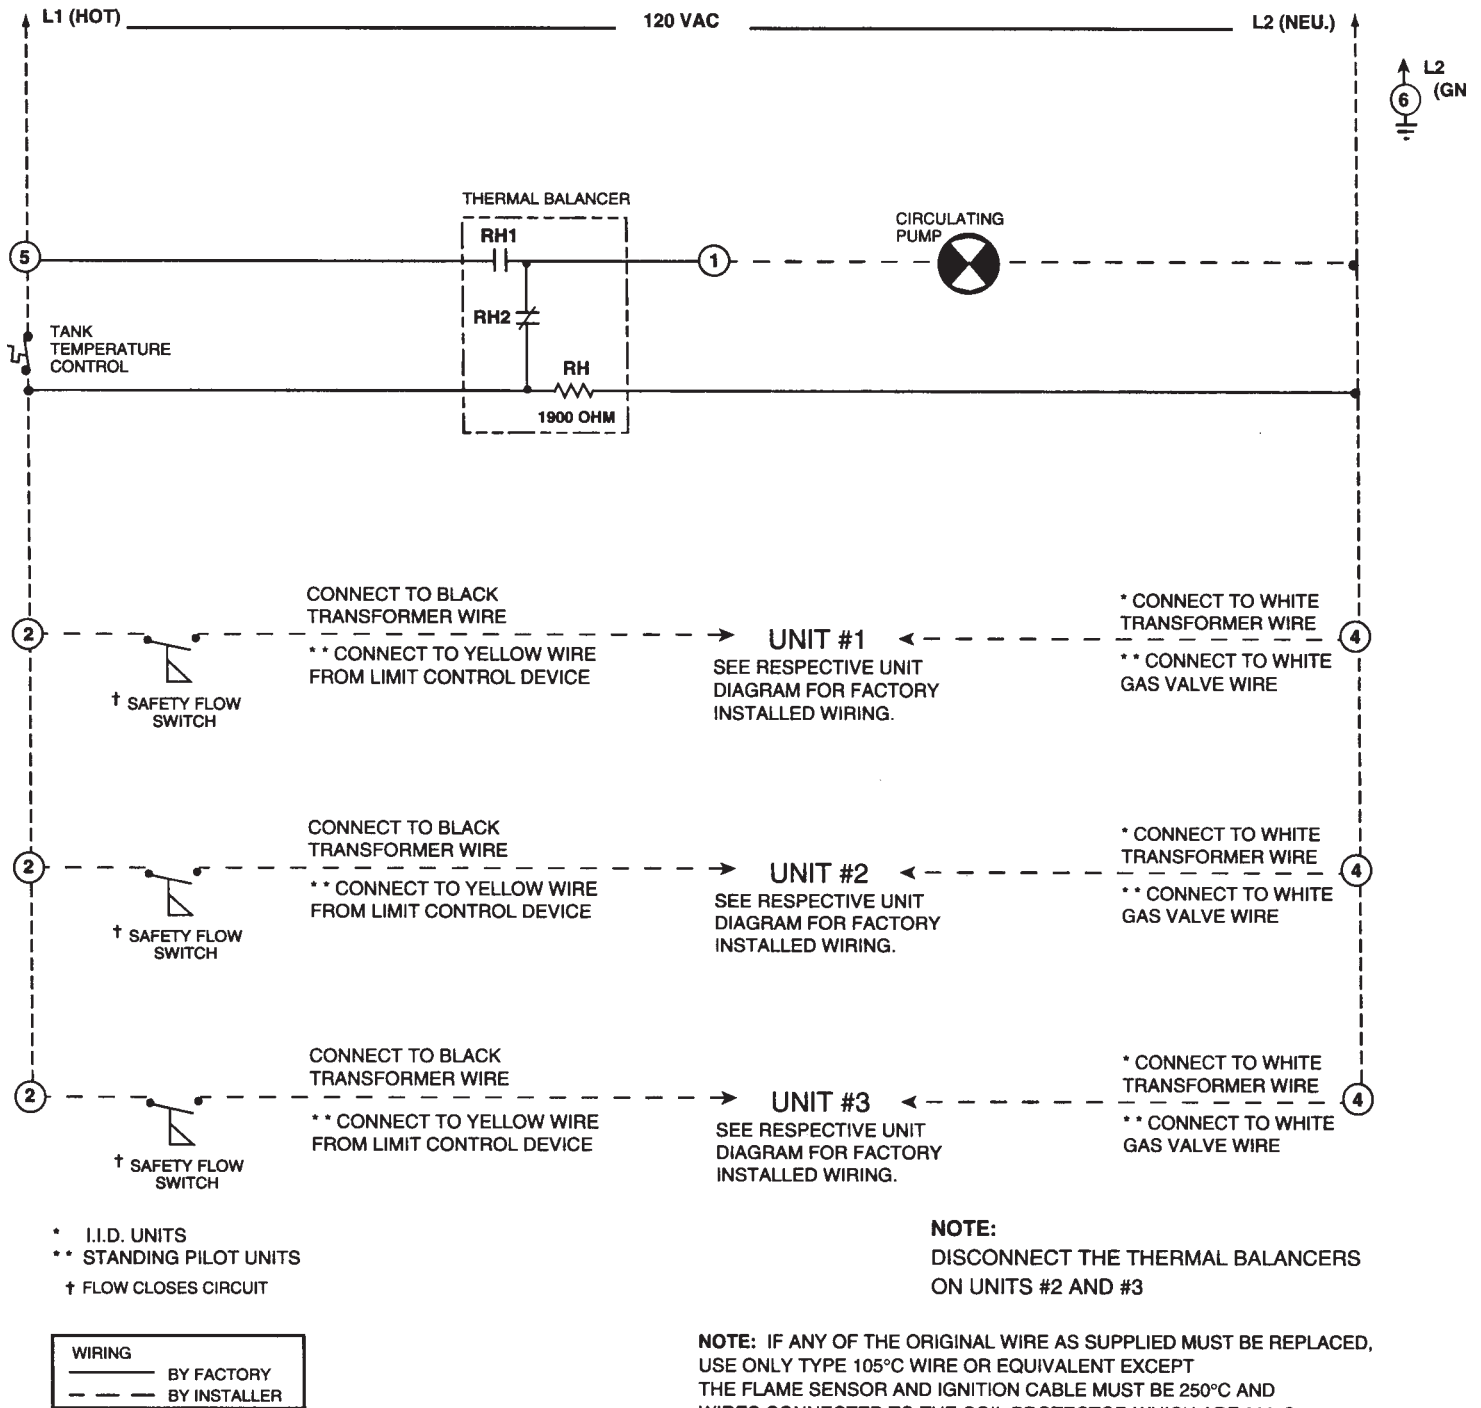 L1 (HOT)
120 VAC
L2 (NEU.)
L2
(GN
6
THERMAL BALANCER
RH1
CIRCULATING
PUMP
5
1
RH2
TANK
TEMPERATURE
CONTROL
RH
1900 OHM
CONNECT TO BLACK
TRANSFORMER WIRE
* CONNECT TO WHITE
TRANSFORMER WIRE
2
UNIT #1
4
** CONNECT TO YELLOW WIRE
FROM LIMIT CONTROL DEVICE
SEE RESPECTIVE UNIT
DIAGRAM FOR FACTORY
INSTALLED WIRING.
** CONNECT TO WHITE
GAS VALVE WIRE
† SAFETY FLOW
SWITCH
CONNECT TO BLACK
TRANSFORMER WIRE
* CONNECT TO WHITE
TRANSFORMER WIRE
2
UNIT #2
4
** CONNECT TO YELLOW WIRE
FROM LIMIT CONTROL DEVICE
SEE RESPECTIVE UNIT
DIAGRAM FOR FACTORY
INSTALLED WIRING.
** CONNECT TO WHITE
GAS VALVE WIRE
† SAFETY FLOW
SWITCH
CONNECT TO BLACK
TRANSFORMER WIRE
* CONNECT TO WHITE
TRANSFORMER WIRE
2
UNIT #3
4
** CONNECT TO YELLOW WIRE
FROM LIMIT CONTROL DEVICE
SEE RESPECTIVE UNIT
DIAGRAM FOR FACTORY
INSTALLED WIRING.
** CONNECT TO WHITE
GAS VALVE WIRE
† SAFETY FLOW
SWITCH
* I.I.D. UNITS
** STANDING PILOT UNITS
† FLOW CLOSES CIRCUIT
NOTE:
DISCONNECT THE THERMAL BALANCERS
ON UNITS #2 AND #3
WIRING
BY FACTORY
BY INSTALLER
NOTE: IF ANY OF THE ORIGINAL WIRE AS SUPPLIED MUST BE REPLACED,
USE ONLY TYPE 105°C WIRE OR EQUIVALENT EXCEPT
THE FLAME SENSOR AND IGNITION CABLE MUST BE 250°C AND